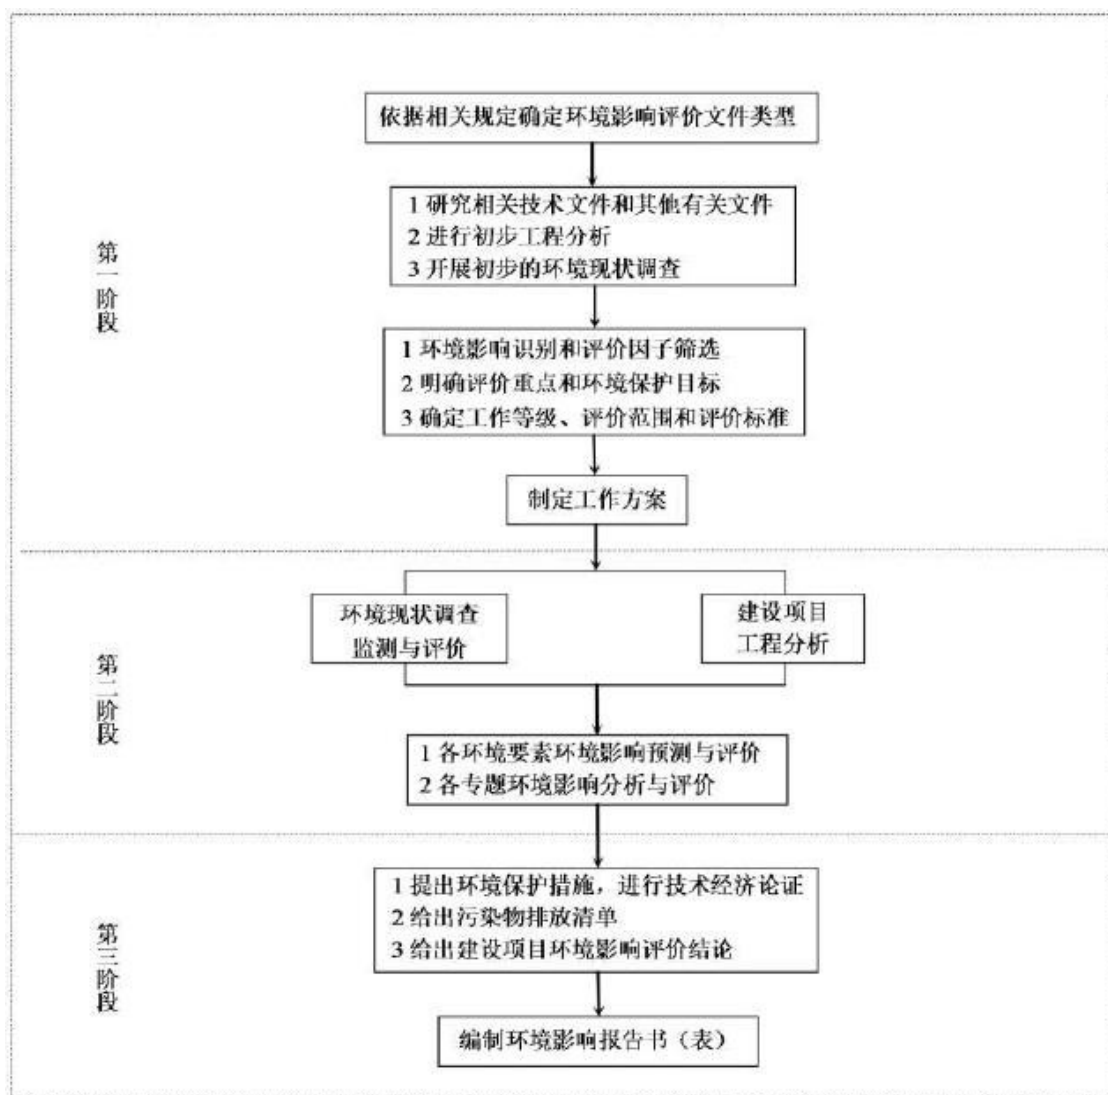 依据相关规定确定环境影响评价文件类型
1 研究相关技术文件和其他有关文件
2 进行初步工程分析
3 开展初步的环境现状调查
第一阶段
1 环境影响识别和评价因子筛选
2 明确评价重点和环境保护目标
3 确定工作等级、评价范围和评价标准
制定工作方案
环境现状调查
监测与评价
建设项目
工程分析
第二阶段
1 各环境要素环境影响预测与评价
2 各专题环境影响分析与评价
1 提出环境保护措施，进行技术经济论证
2 给出污染物排放清单
3 给出建设项目环境影响评价结论
第三阶段
编制环境影响报告书（表）